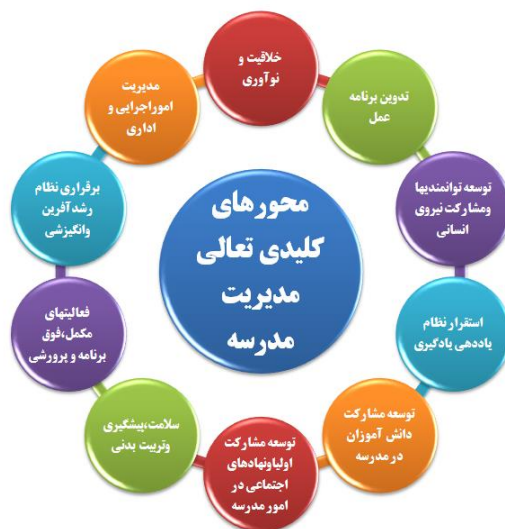 محورهای
کلیدی تعالی
مدیریت
مدرسه
خلاقیت و
نوآوری
تدوین برنامه
عمل
توسعه توانمندیها
ومشارکت نیروی
انسانی
استقرار نظام
یاددهی یادگیری
توسعه مشارکت
دانش آموزان
در مدرسه
توسعه مشارکت
اولیاونهادهای
اجتماعی در
امور مدرسه
سلامت،پیشگیری
وتربیت بدنی
فعالیتهای
مکمل،فوق
برنامه و پرورشی
برقراری نظام
رشدآفرین
وانگیزشی
مدیریت
اموراجرایی و
اداری